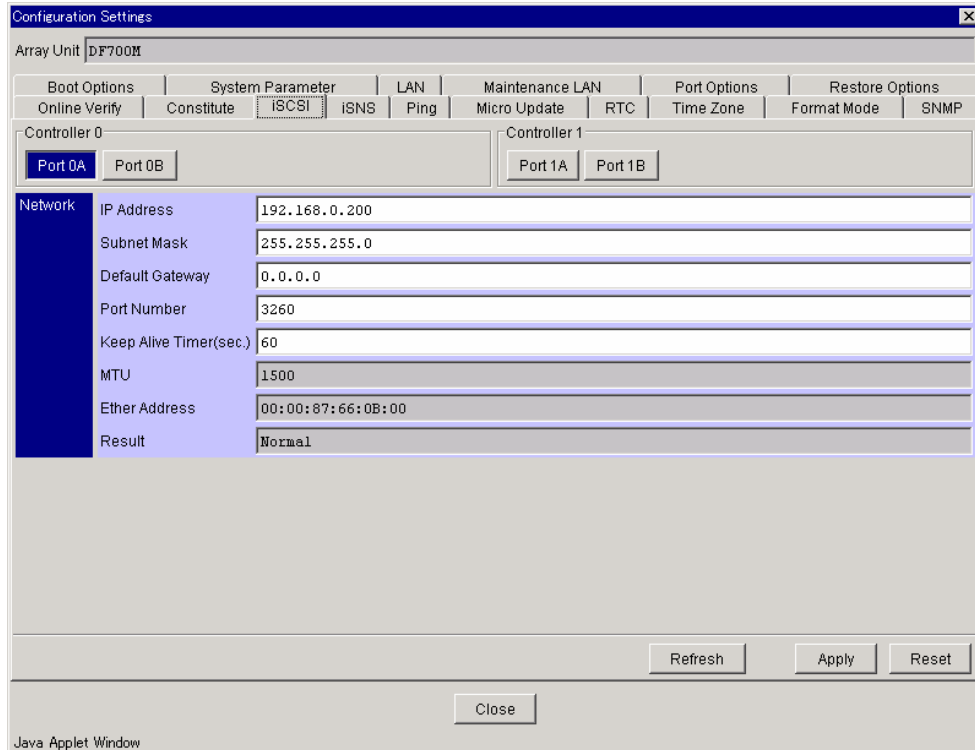 Configuration Settings
Array Unit DF700M
Boot Options System Parameter LAN Maintenance LAN Port Options Restore Options
Online Verify Constitute iSCSI iSNS Ping Micro Update RTC Time Zone Format Mode SNMP
Controller 0 Controller 1
Port 0A Port 0B Port 1A Port 1B
Network IP Address 192.168.0.200
Subnet Mask 255.255.255.0
Default Gateway 0.0.0.0
Port Number 3260
Keep Alive Timer(sec.) 60
MTU 1500
Ether Address 00:00:87:66:0B:00
Result Normal
Refresh Apply Reset
Close
Java Applet Window